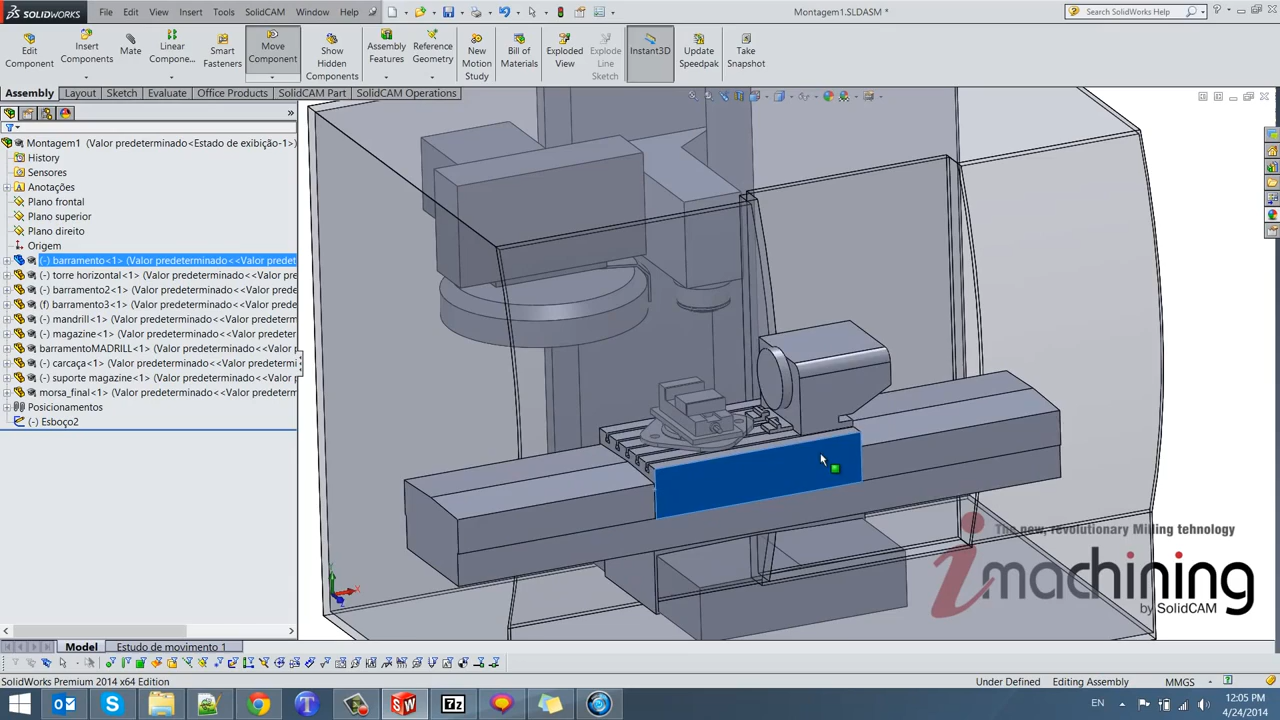 SOLIDWORKS
File
Edit
View
Insert
Tools
SolidCAM
Window
Help
Montagem1.SLDASM *
Search SolidWorks Help
Edit
Component
Insert
Components
Mate
Linear
Compone...
Smart
Fasteners
Move
Component
Show
Hidden
Components
Assembly
Features
Reference
Geometry
New
Motion
Study
Bill of
Materials
Exploded
View
Explode
Line
Sketch
Instant3D
Update
Speedpak
Take
Snapshot
Assembly
Layout
Sketch
Evaluate
Office Products
SolidCAM Part
SolidCAM Operations
Montagem1 (Valor predeterminado<Estado de exibição-1>)
History
Sensores
Anotações
Plano frontal
Plano superior
Plano direito
Origem
(-) barramento<1> (Valor predeterminado<<Valor predet
(-) torre horizontal<1> (Valor predeterminado<<Valor pre
(-) barramento2<1> (Valor predeterminado<<Valor prede
(f) barramento3<1> (Valor predeterminado<<Valor prede
(-) mandrill<1> (Valor predeterminado<<Valor predetern
(-) magazine<1> (Valor predeterminado<<Valor predeter
barramentoMADRILL<1> (Valor predeterminado<<Valor p
(-) carcaça<1> (Valor predeterminado<<Valor predetermi
(-) suporte magazine<1> (Valor predeterminado<<Valor p
morsa_final<1> (Valor predeterminado<<Valor predeterm
Posicionamentos
(-) Esboço2
The new, revolutionary Milling tehnology
imachining
by SolidCAM
Model
Estudo de movimento 1
SolidWorks Premium 2014 x64 Edition
Under Defined
Editing Assembly
MMGS
EN
12:05 PM
4/24/2014